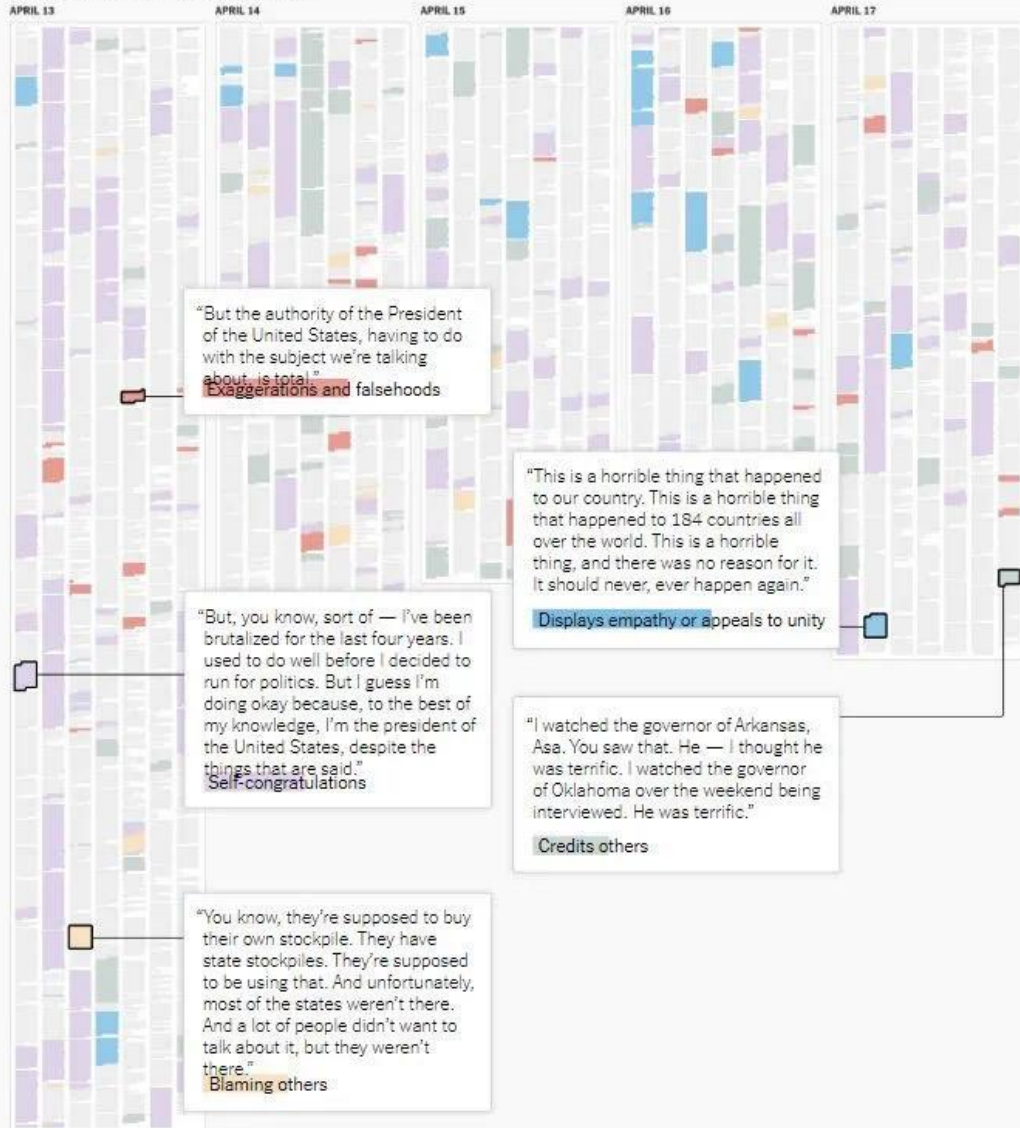 APRIL 13
APRIL 14
APRIL 15
APRIL 16
APRIL 17
“But the authority of the President
of the United States, having to do
with the subject we’re talking
about, is total.”
Exaggerations and falsehoods
“This is a horrible thing that happened
to our country. This is a horrible thing
that happened to 184 countries all
over the world. This is a horrible
thing, and there was no reason for it.
It should never, ever happen again.”
Displays empathy or appeals to unity
“But, you know, sort of — I’ve been
brutalized for the last four years. I
used to do well before I decided to
run for politics. But I guess I’m
doing okay because, to the best of
my knowledge, I’m the president of
the United States, despite the
things that are said.”
Self-congratulations
“I watched the governor of Arkansas,
Asa. You saw that. He — I thought he
was terrific. I watched the governor
of Oklahoma over the weekend being
interviewed. He was terrific.”
Credits others
“You know, they’re supposed to buy
their own stockpile. They have
state stockpiles. They’re supposed
to be using that. And unfortunately,
most of the states weren’t there.
And a lot of people didn’t want to
talk about it, but they weren’t
there.”
Blaming others